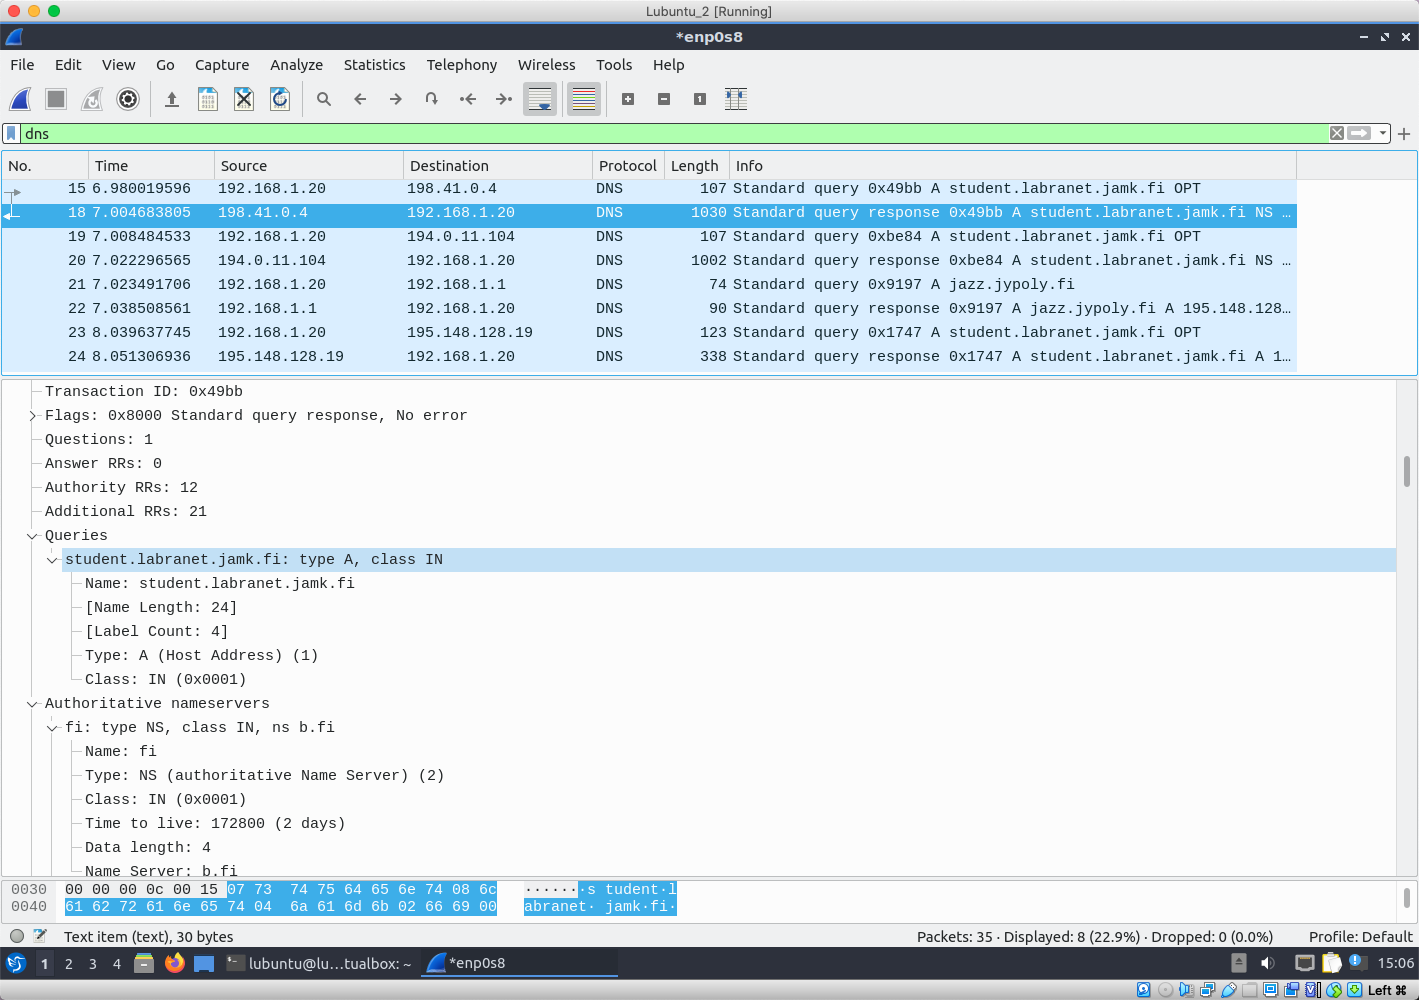 Lubuntu_2 [Running]
*enp0s8
File Edit View Go Capture Analyze Statistics Telephony Wireless Tools Help
dns
No. Time Source Destination Protocol Length Info
15 6.980019596 192.168.1.20 198.41.0.4 DNS 107 Standard query 0x49bb A student.labranet.jamk.fi OPT
18 7.004683805 198.41.0.4 192.168.1.20 DNS 1030 Standard query response 0x49bb A student.labranet.jamk.fi NS …
19 7.008484533 192.168.1.20 194.0.11.104 DNS 107 Standard query 0xbe84 A student.labranet.jamk.fi OPT
20 7.022296565 194.0.11.104 192.168.1.20 DNS 1002 Standard query response 0xbe84 A student.labranet.jamk.fi NS …
21 7.023491706 192.168.1.20 192.168.1.1 DNS 74 Standard query 0x9197 A jazz.jypoly.fi
22 7.038508561 192.168.1.1 192.168.1.20 DNS 90 Standard query response 0x9197 A jazz.jypoly.fi A 195.148.128…
23 8.039637745 192.168.1.20 195.148.128.19 DNS 123 Standard query 0x1747 A student.labranet.jamk.fi OPT
24 8.051306936 195.148.128.19 192.168.1.20 DNS 338 Standard query response 0x1747 A student.labranet.jamk.fi A 1…
Transaction ID: 0x49bb
Flags: 0x8000 Standard query response, No error
Questions: 1
Answer RRs: 0
Authority RRs: 12
Additional RRs: 21
Queries
student.labranet.jamk.fi: type A, class IN
Name: student.labranet.jamk.fi
[Name Length: 24]
[Label Count: 4]
Type: A (Host Address) (1)
Class: IN (0x0001)
Authoritative nameservers
fi: type NS, class IN, ns b.fi
Name: fi
Type: NS (authoritative Name Server) (2)
Class: IN (0x0001)
Time to live: 172800 (2 days)
Data length: 4
Name Server: b.fi
0030 00 00 00 0c 00 15 07 73 74 75 64 65 6e 74 08 6c ·······s tudent·l
0040 61 62 72 61 6e 65 74 04 6a 61 6d 6b 02 66 69 00 abranet· jamk·fi·
Text item (text), 30 bytes Packets: 35 · Displayed: 8 (22.9%) · Dropped: 0 (0.0%) Profile: Default
1 2 3 4 lubuntu@lu…tualbox: ~ *enp0s8 15:06
Left ⌘